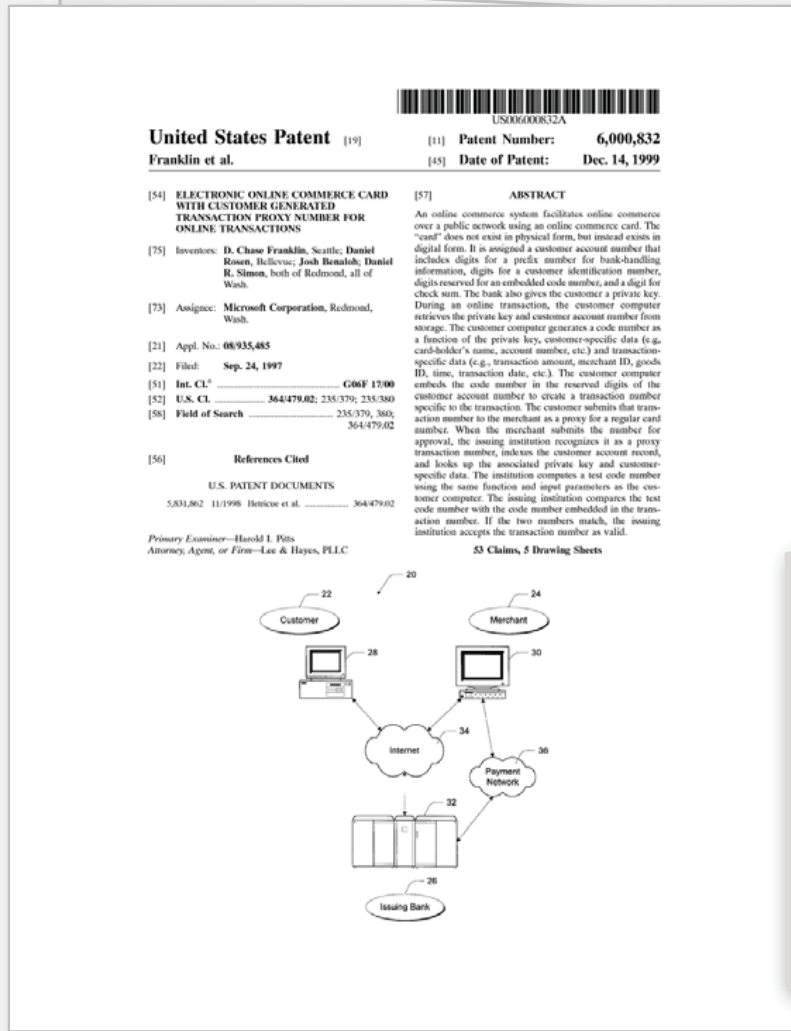 US006000832A
United States Patent [19]
Franklin et al.
[11] Patent Number: 6,000,832
[45] Date of Patent: Dec. 14, 1999
[54] ELECTRONIC ONLINE COMMERCE CARD
WITH CUSTOMER GENERATED
TRANSACTION PROXY NUMBER FOR
ONLINE TRANSACTIONS
[75] Inventors: D. Chase Franklin, Seattle; Daniel
Rosen, Bellevue; Josh Benaloh; Daniel
R. Simon, both of Redmond, all of
Wash.
[73] Assignee: Microsoft Corporation, Redmond,
Wash.
[21] Appl. No.: 08/935,485
[22] Filed: Sep. 24, 1997
[51] Int. Cl.⁶ ........................ G06F 17/00
[52] U.S. Cl. ............... 364/479.02; 235/379; 235/380
[58] Field of Search ..................... 235/379, 380;
364/479.02
[56] References Cited
U.S. PATENT DOCUMENTS
5,831,862 11/1998 Hetricue et al. .................. 364/479.02
Primary Examiner—Harold I. Pitts
Attorney, Agent, or Firm—Lee & Hayes, PLLC
[57] ABSTRACT
An online commerce system facilitates online commerce
over a public network using an online commerce card. The
"card" does not exist in physical form, but instead exists in
digital form. It is assigned a customer account number that
includes digits for a prefix number for bank-handling
information, digits for a customer identification number,
digits reserved for an embedded code number, and a digit for
check sum. The bank also gives the customer a private key.
During an online transaction, the customer computer
retrieves the private key and customer account number from
storage. The customer computer generates a code number as
a function of the private key, customer-specific data (e.g,
card-holder's name, account number, etc.) and transaction-
specific data (e.g., transaction amount, merchant ID, goods
ID, time, transaction date, etc.). The customer computer
embeds the code number in the reserved digits of the
customer account number to create a transaction number
specific to the transaction. The customer submits that trans-
action number to the merchant as a proxy for a regular card
number. When the merchant submits the number for
approval, the issuing institution recognizes it as a proxy
transaction number, indexes the customer account record,
and looks up the associated private key and customer-
specific data. The institution computes a test code number
using the same function and input parameters as the cus-
tomer computer. The issuing institution compares the test
code number with the code number embedded in the trans-
action number. If the two numbers match, the issuing
institution accepts the transaction number as valid.
53 Claims, 5 Drawing Sheets
20
22
Customer
24
Merchant
28
30
34
Internet
36
Payment
Network
32
26
Issuing Bank